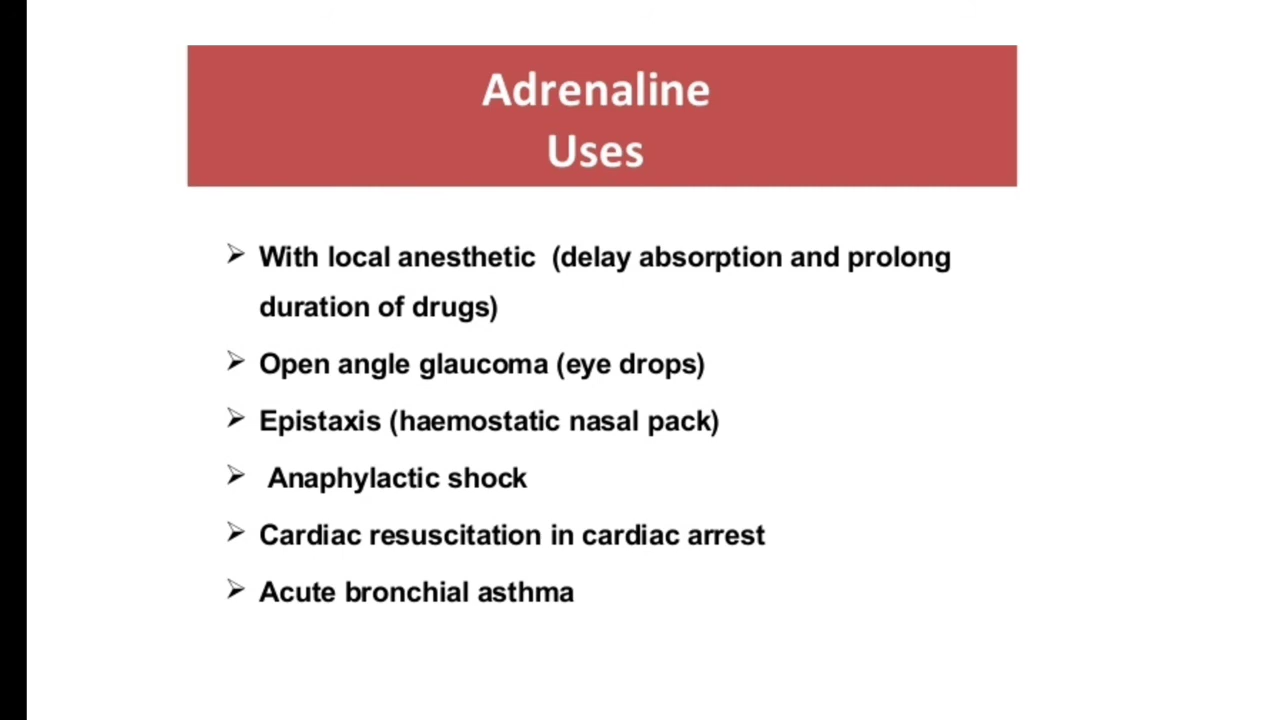 Adrenaline
Uses
➢ With local anesthetic (delay absorption and prolong
duration of drugs)
➢ Open angle glaucoma (eye drops)
➢ Epistaxis (haemostatic nasal pack)
➢ Anaphylactic shock
➢ Cardiac resuscitation in cardiac arrest
➢ Acute bronchial asthma